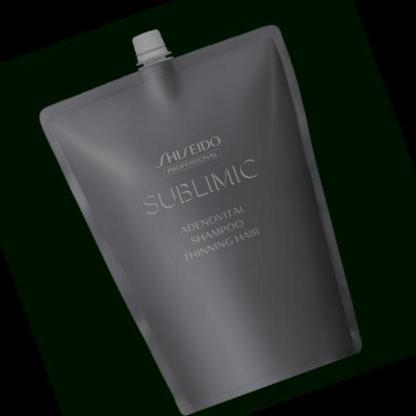 SHISEIDO
PROFESSIONAL
SUBLIMIC
ADENOVITAL
SHAMPOO
THINNING HAIR